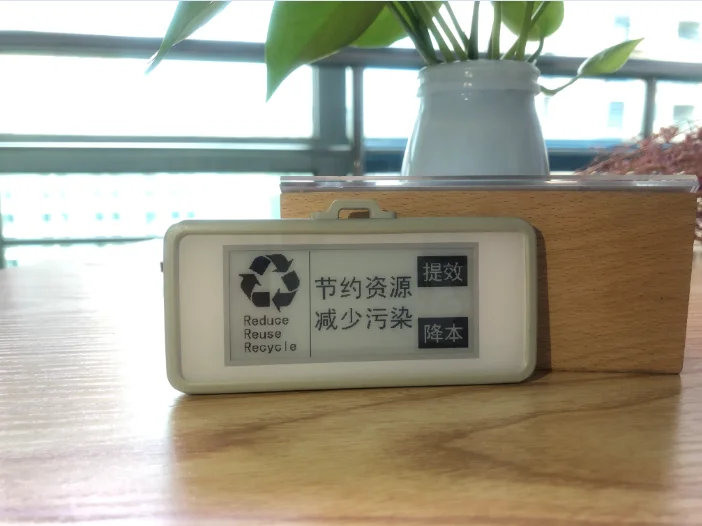 Reduce
Reuse
Recycle
节约资源
减少污染
提效
降本